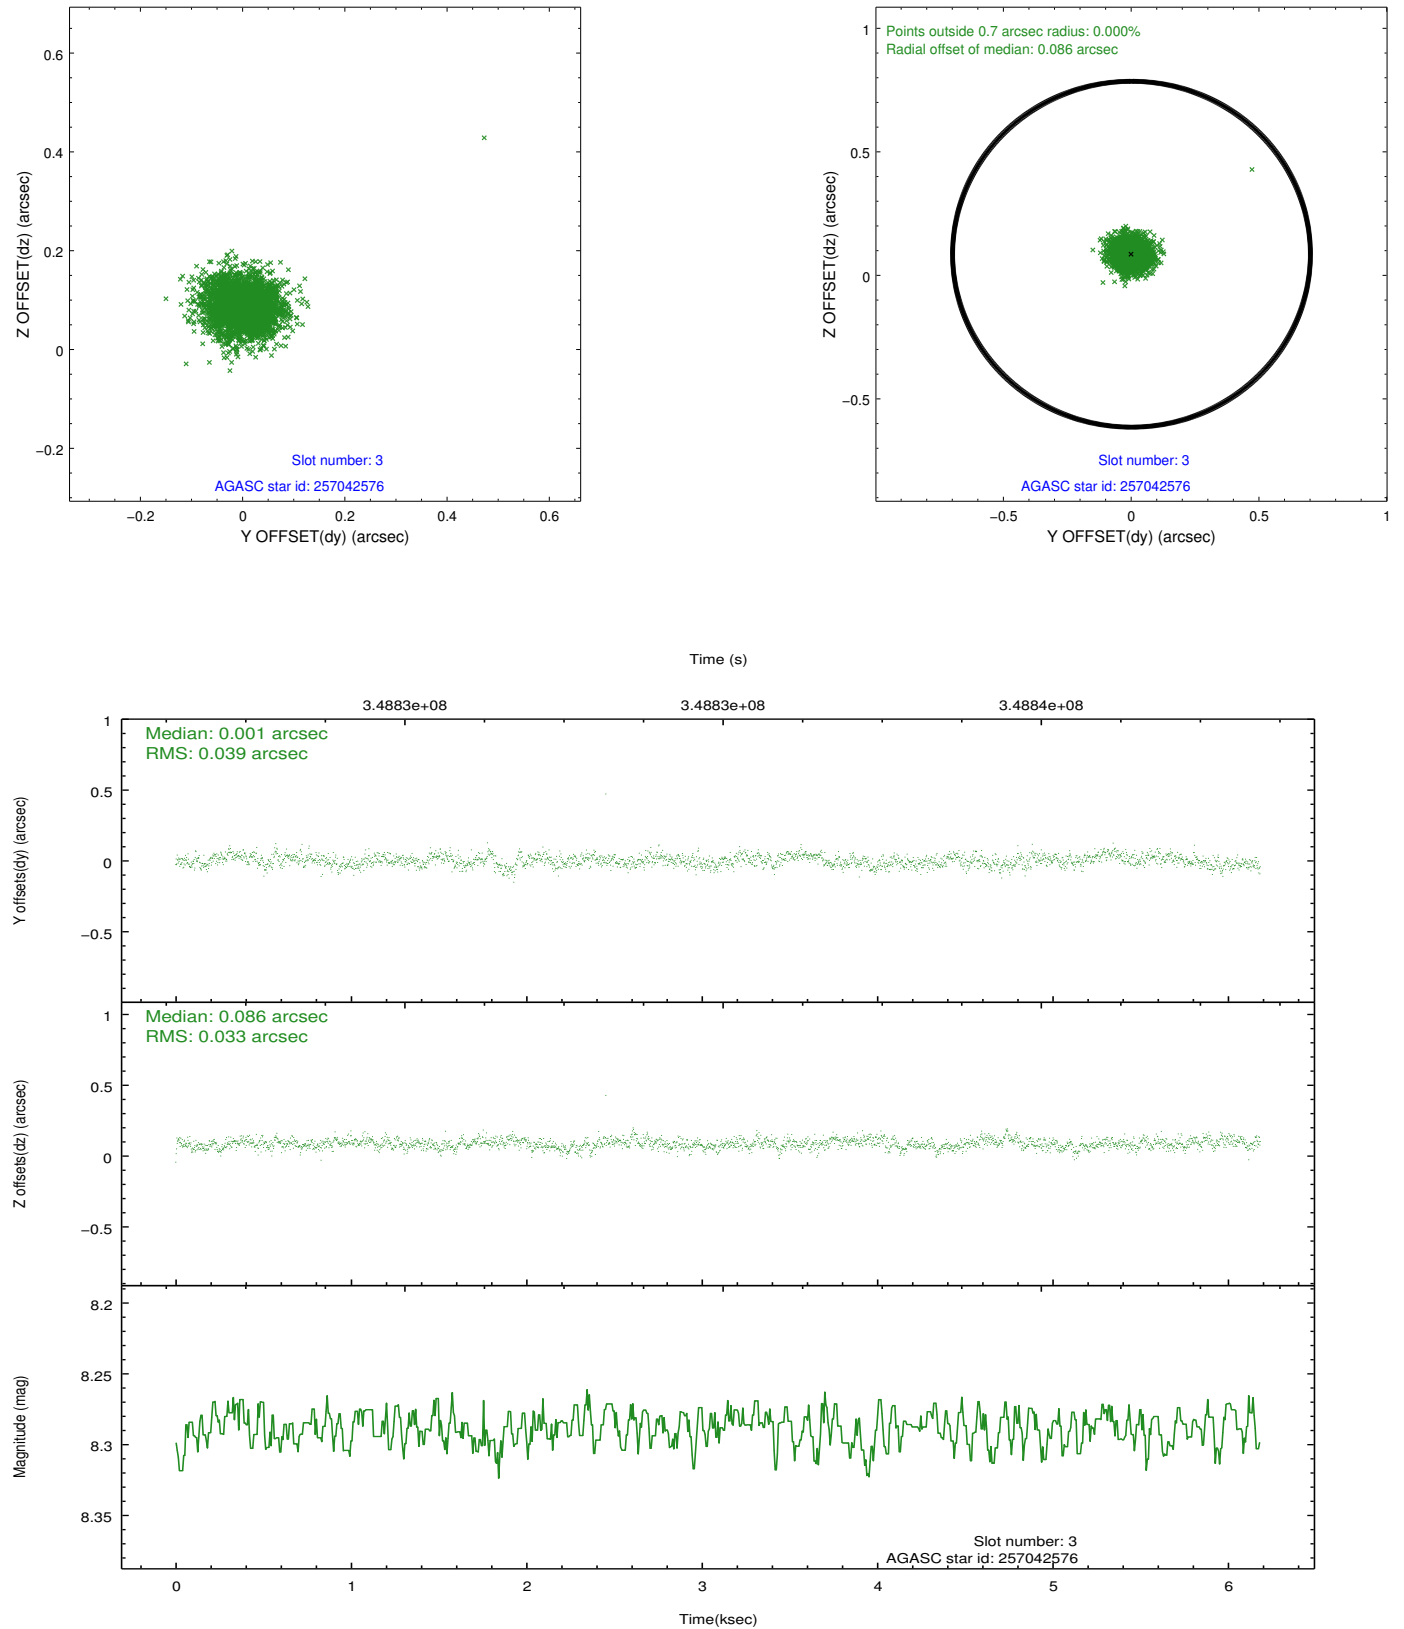 0.6
0.4
0.2
0
−0.2
Z OFFSET(dz) (arcsec)
Slot number: 3
AGASC star id: 257042576
−0.2 0 0.2 0.4 0.6
Y OFFSET(dy) (arcsec)
Points outside 0.7 arcsec radius: 0.000%
Radial offset of median: 0.086 arcsec
1
0.5
0
−0.5
Z OFFSET(dz) (arcsec)
Slot number: 3
AGASC star id: 257042576
−0.5 0 0.5 1
Y OFFSET(dy) (arcsec)
Time (s)
3.4883e+08 3.4883e+08 3.4884e+08
Median: 0.001 arcsec
RMS: 0.039 arcsec
1
0.5
0
−0.5
Y offsets(dy) (arcsec)
Median: 0.086 arcsec
RMS: 0.033 arcsec
1
0.5
0
−0.5
Z offsets(dz) (arcsec)
8.2
8.25
8.3
8.35
Magnitude (mag)
Slot number: 3
AGASC star id: 257042576
0 1 2 3 4 5 6
Time(ksec)